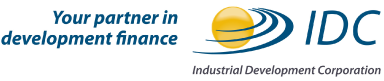 Your partner in
development finance
IDC
Industrial Development Corporation